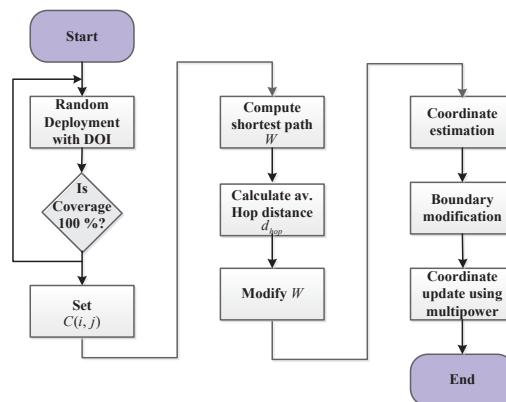 Start
Random
Deployment
with DOI
Is
Coverage
100 %?
Set
C(i, j)
Compute
shortest path
W
Calculate av.
Hop distance
d_hop
Modify W
Coordinate
estimation
Boundary
modification
Coordinate
update using
multipower
End